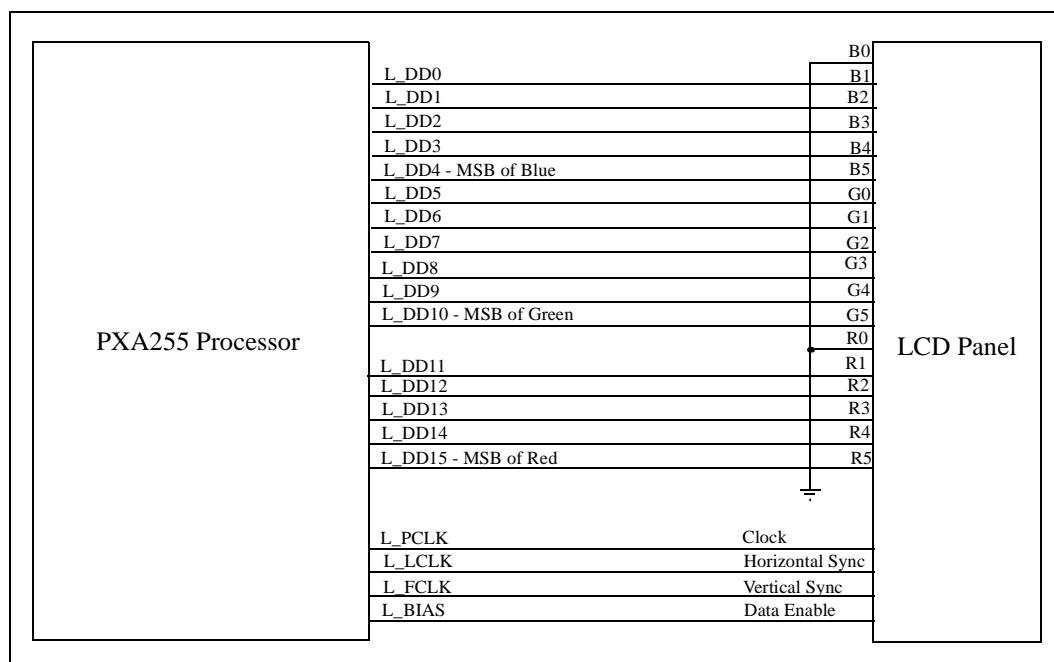 B0
L_DD0 B1
L_DD1 B2
L_DD2 B3
L_DD3 B4
L_DD4 - MSB of Blue B5
L_DD5 G0
L_DD6 G1
L_DD7 G2
L_DD8 G3
L_DD9 G4
L_DD10 - MSB of Green G5
PXA255 Processor R0 LCD Panel
L_DD11 R1
L_DD12 R2
L_DD13 R3
L_DD14 R4
L_DD15 - MSB of Red R5
L_PCLK Clock
L_LCLK Horizontal Sync
L_FCLK Vertical Sync
L_BIAS Data Enable